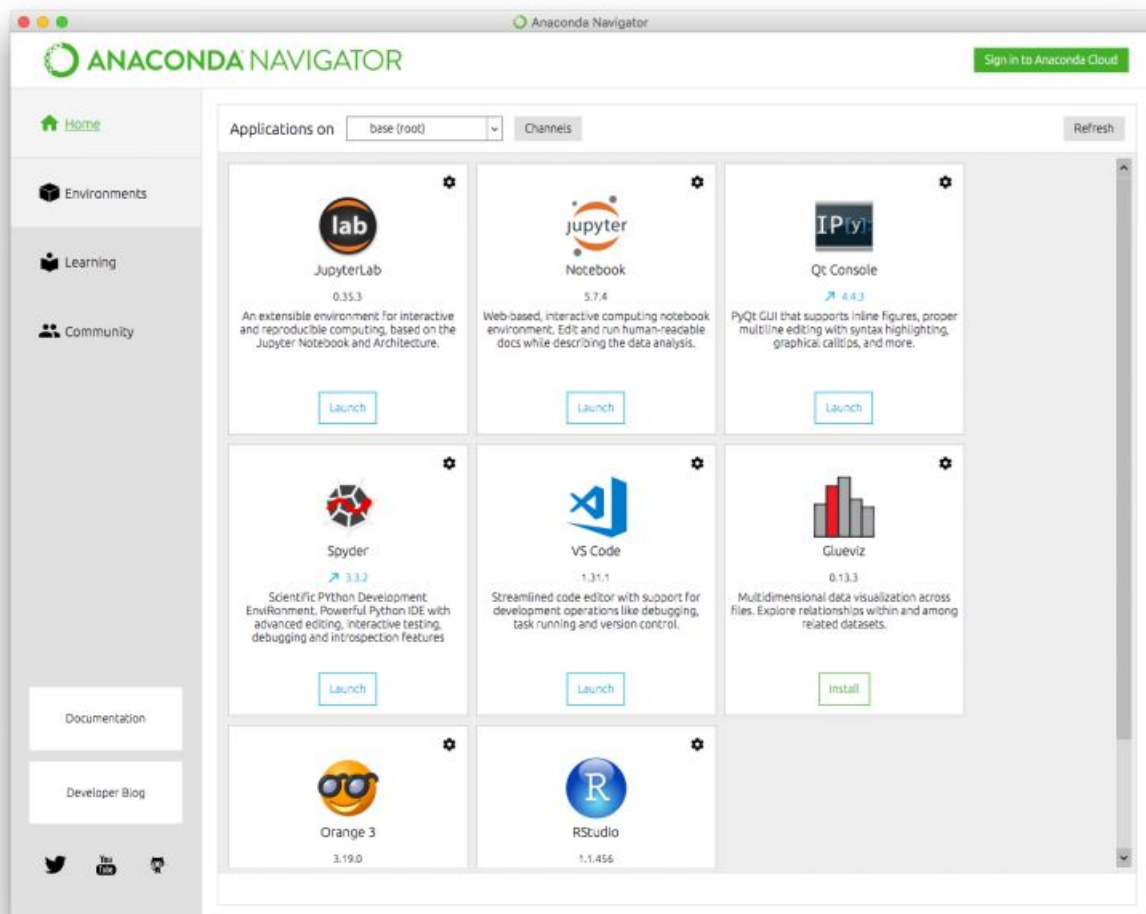 Anaconda Navigator
ANACONDA NAVIGATOR
Sign in to Anaconda Cloud
Home
Environments
Learning
Community
Documentation
Developer Blog
You
Tube
Applications on
base (root)
Channels
Refresh
lab
JupyterLab
0.35.3
An extensible environment for interactive
and reproducible computing, based on the
Jupyter Notebook and Architecture.
Launch
jupyter
Notebook
5.7.4
Web-based, interactive computing notebook
environment. Edit and run human-readable
docs while describing the data analysis.
Launch
IP[y]:
Qt Console
4.4.3
PyQt GUI that supports inline figures, proper
multiline editing with syntax highlighting,
graphical calltips, and more.
Launch
Spyder
3.3.2
Scientific PYthon Development
EnviRonment. Powerful Python IDE with
advanced editing, interactive testing,
debugging and introspection features
Launch
VS Code
1.31.1
Streamlined code editor with support for
development operations like debugging,
task running and version control.
Launch
Glueviz
0.13.3
Multidimensional data visualization across
files. Explore relationships within and among
related datasets.
Install
Orange 3
3.19.0
R
RStudio
1.1.456